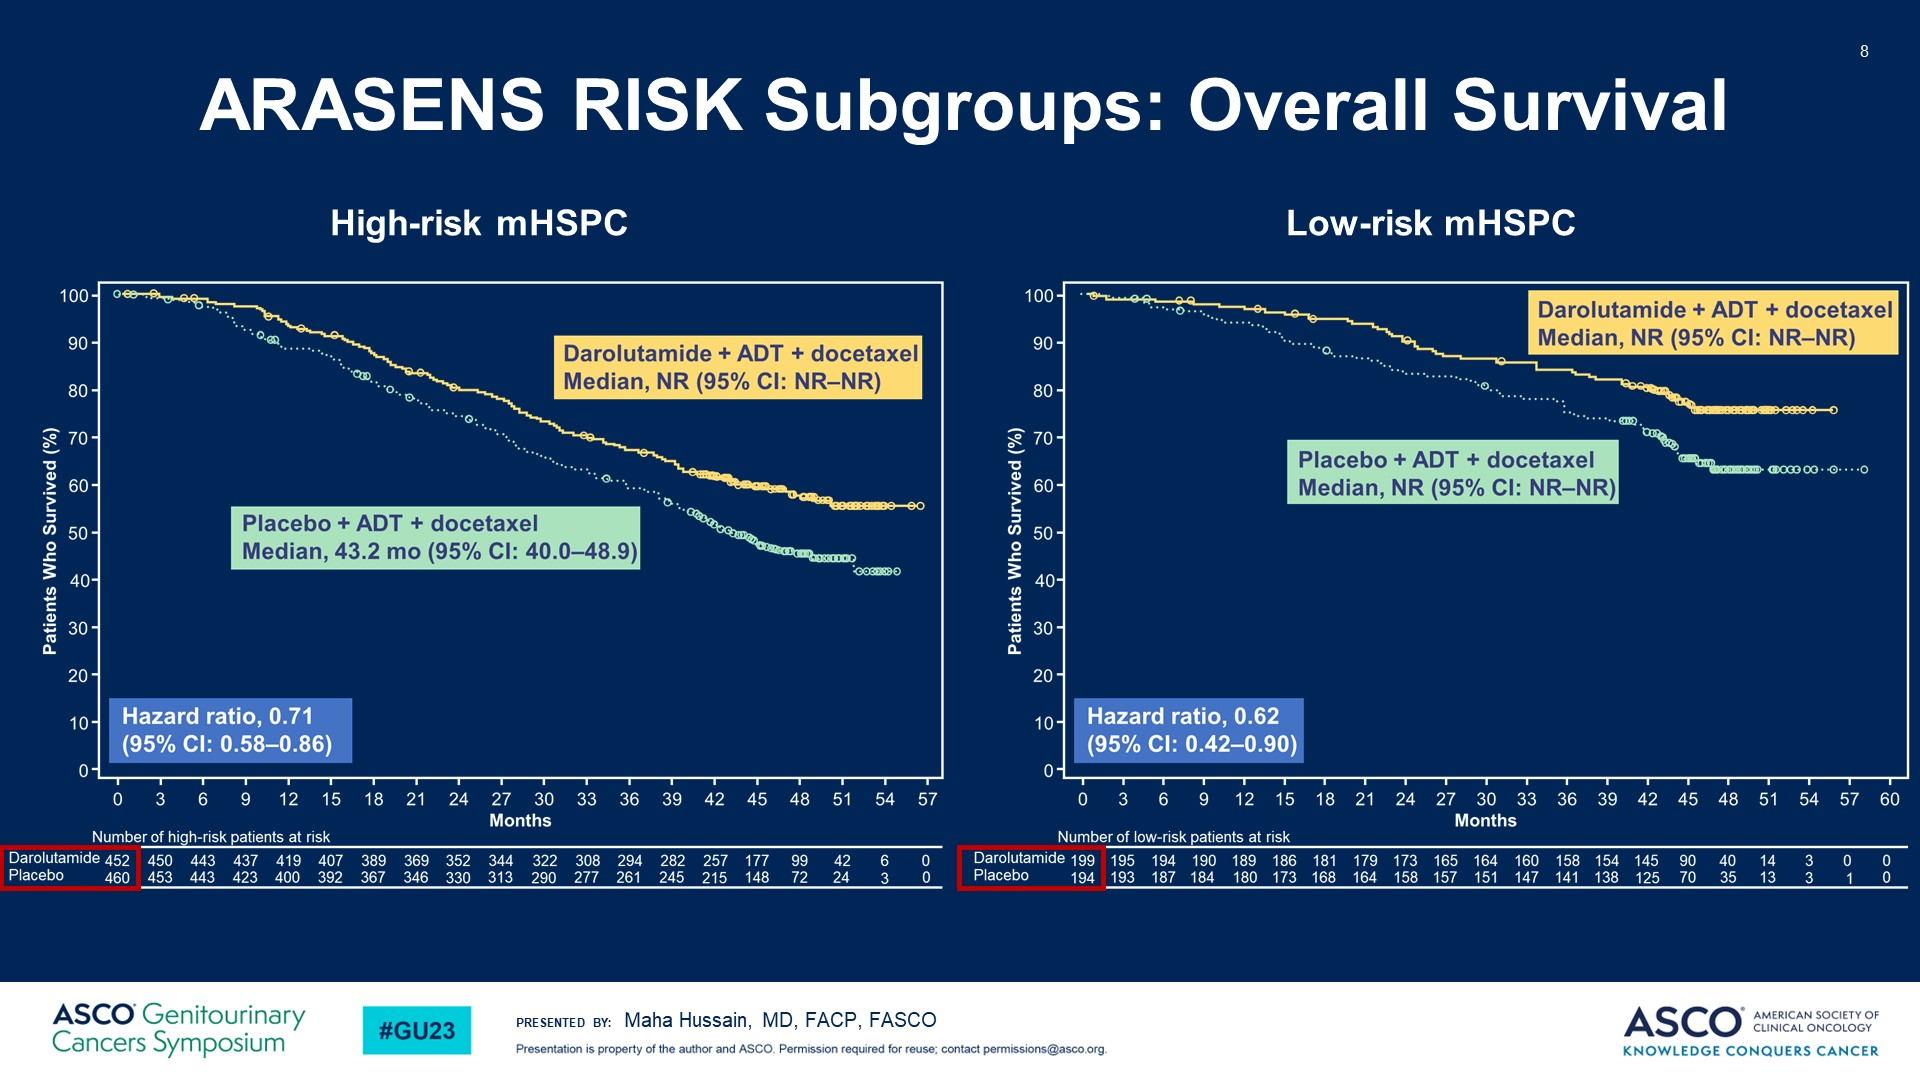 8
ARASENS RISK Subgroups: Overall Survival
High-risk mHSPC
Patients Who Survived (%)
100
90
80
70
60
50
40
30
20
10
0
Darolutamide + ADT + docetaxel
Median, NR (95% CI: NR–NR)
Placebo + ADT + docetaxel
Median, 43.2 mo (95% CI: 40.0–48.9)
Hazard ratio, 0.71
(95% CI: 0.58–0.86)
0 3 6 9 12 15 18 21 24 27 30 33 36 39 42 45 48 51 54 57
Months
Number of high-risk patients at risk
Darolutamide 452 450 443 437 419 407 389 369 352 344 322 308 294 282 257 177 99 42 6 0
Placebo 460 453 443 423 400 392 367 346 330 313 290 277 261 245 215 148 72 24 3 0
Low-risk mHSPC
Patients Who Survived (%)
100
90
80
70
60
50
40
30
20
10
0
Darolutamide + ADT + docetaxel
Median, NR (95% CI: NR–NR)
Placebo + ADT + docetaxel
Median, NR (95% CI: NR–NR)
Hazard ratio, 0.62
(95% CI: 0.42–0.90)
0 3 6 9 12 15 18 21 24 27 30 33 36 39 42 45 48 51 54 57 60
Months
Number of low-risk patients at risk
Darolutamide 199 195 194 190 189 186 181 179 173 165 164 160 158 154 145 90 40 14 3 0 0
Placebo 194 193 187 184 180 173 168 164 158 157 151 147 141 138 125 70 35 13 3 1 0
ASCO® Genitourinary
Cancers Symposium
#GU23
PRESENTED BY: Maha Hussain, MD, FACP, FASCO
Presentation is property of the author and ASCO. Permission required for reuse; contact permissions@asco.org.
ASCO® AMERICAN SOCIETY OF
CLINICAL ONCOLOGY
KNOWLEDGE CONQUERS CANCER